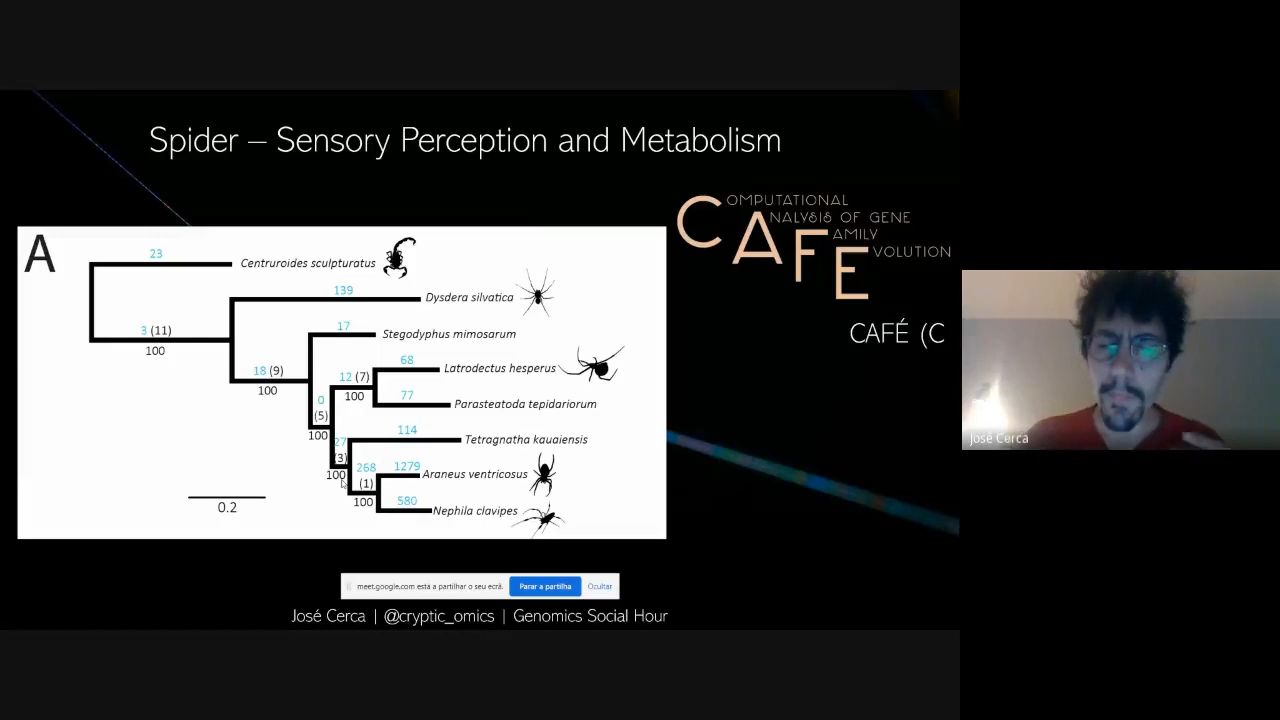 Spider – Sensory Perception and Metabolism
COMPUTATIONAL
ANALYSIS OF GENE
FAMILY
EVOLUTION
CAFÉ (C
A
23
Centruroides sculpturatus
139
Dysdera silvatica
3 (11)
100
17
Stegodyphus mimosarum
18 (9)
100
68
Latrodectus hesperus
12 (7)
100
77
Parasteatoda tepidariorum
0
(5)
100
114
Tetragnatha kauaiensis
27
(3)
100
268
(1)
100
1279
Araneus ventricosus
580
Nephila clavipes
0.2
José Cerca
meet.google.com está a partilhar o seu ecrã. Parar a partilha Ocultar
José Cerca | @cryptic_omics | Genomics Social Hour